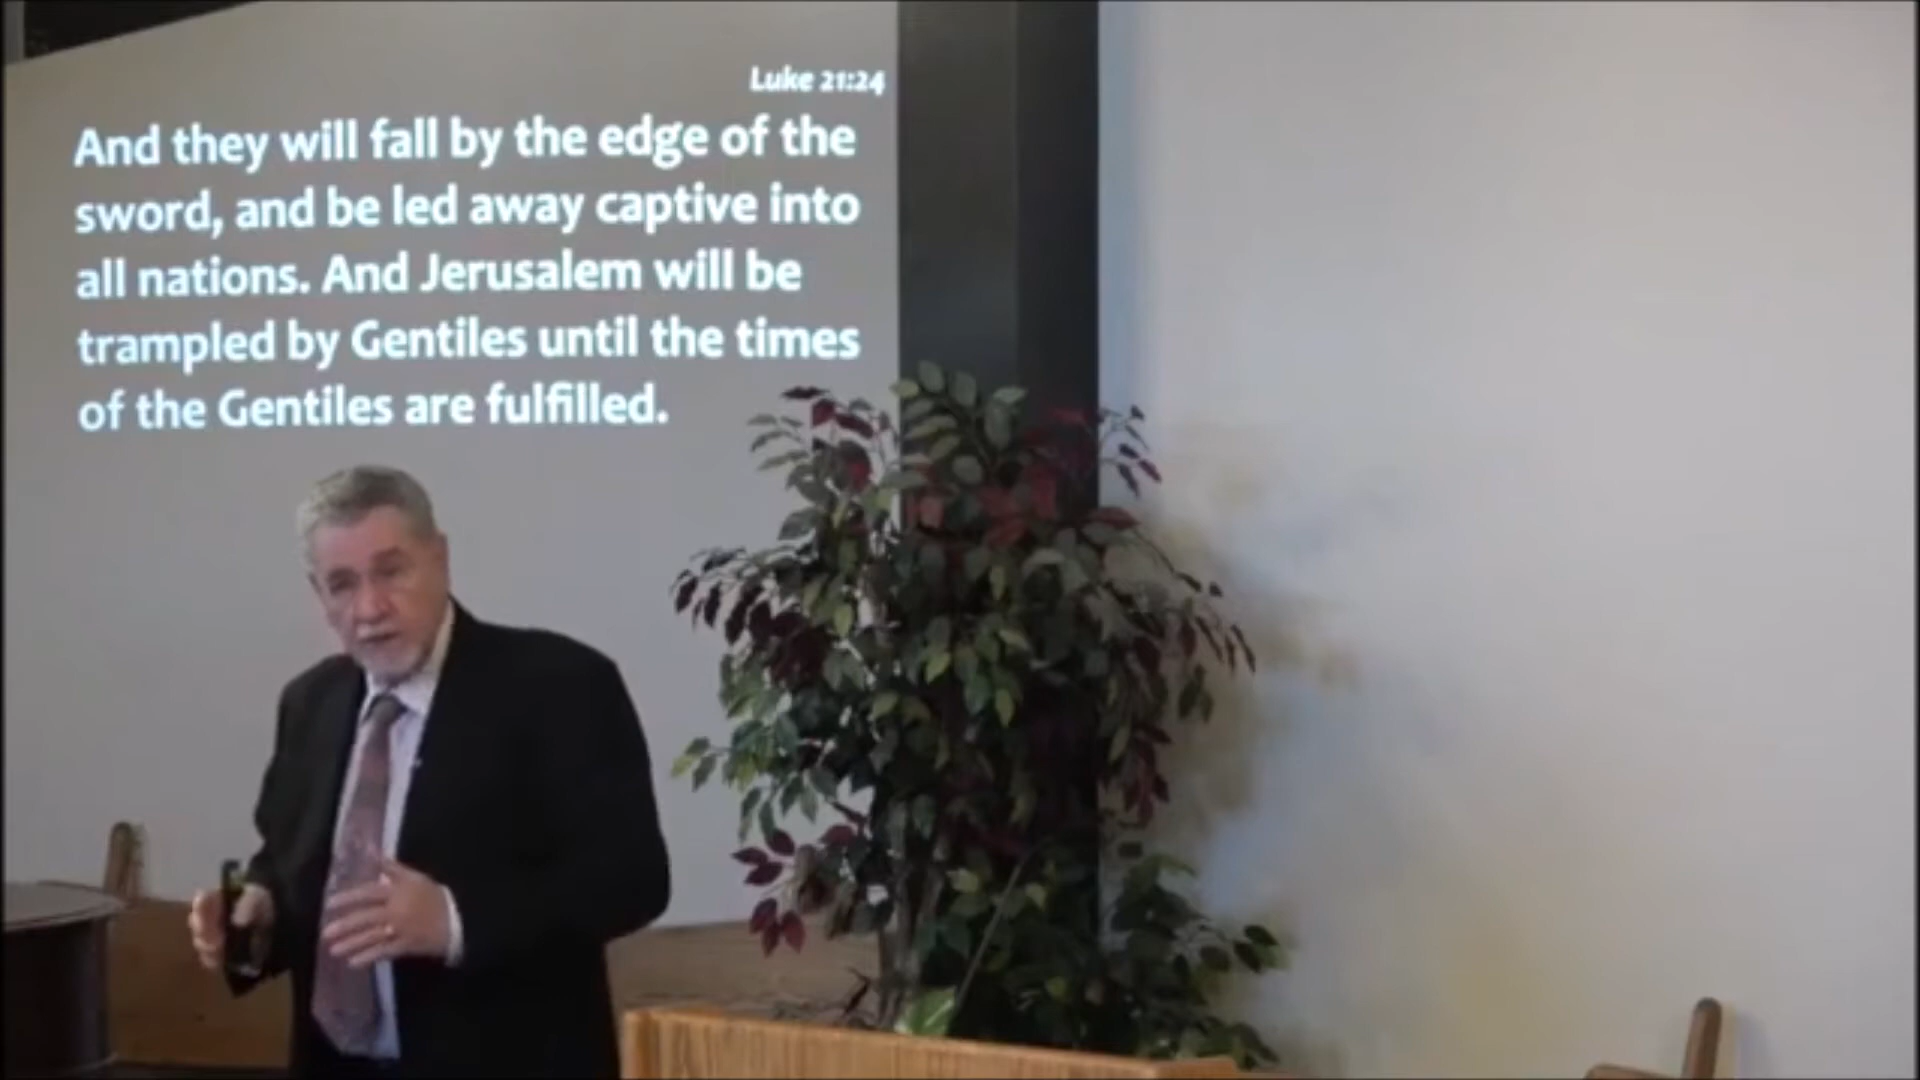 Luke 21:24
And they will fall by the edge of the
sword, and be led away captive into
all nations. And Jerusalem will be
trampled by Gentiles until the times
of the Gentiles are fulfilled.